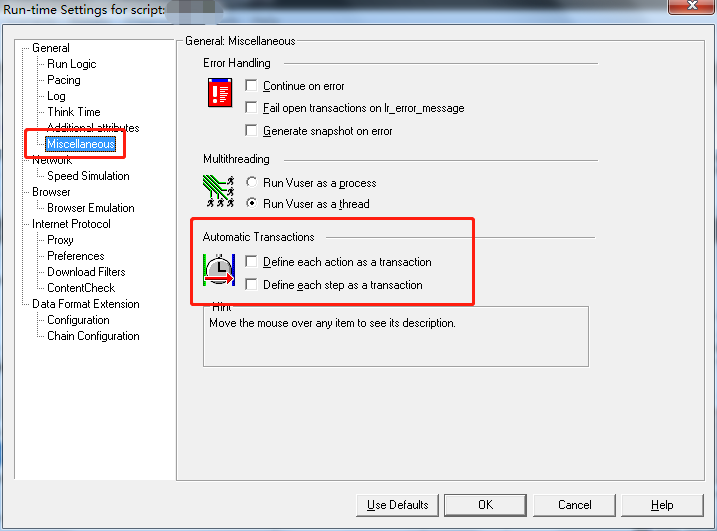 Run-time Settings for script:
General
Run Logic
Pacing
Log
Think Time
Additional attributes
Miscellaneous
Network
Speed Simulation
Browser
Browser Emulation
Internet Protocol
Proxy
Preferences
Download Filters
ContentCheck
Data Format Extension
Configuration
Chain Configuration
General: Miscellaneous
Error Handling
Continue on error
Fail open transactions on lr_error_message
Generate snapshot on error
Multithreading
Run Vuser as a process
Run Vuser as a thread
Automatic Transactions
Define each action as a transaction
Define each step as a transaction
Hint
Move the mouse over any item to see its description.
Use Defaults
OK
Cancel
Help